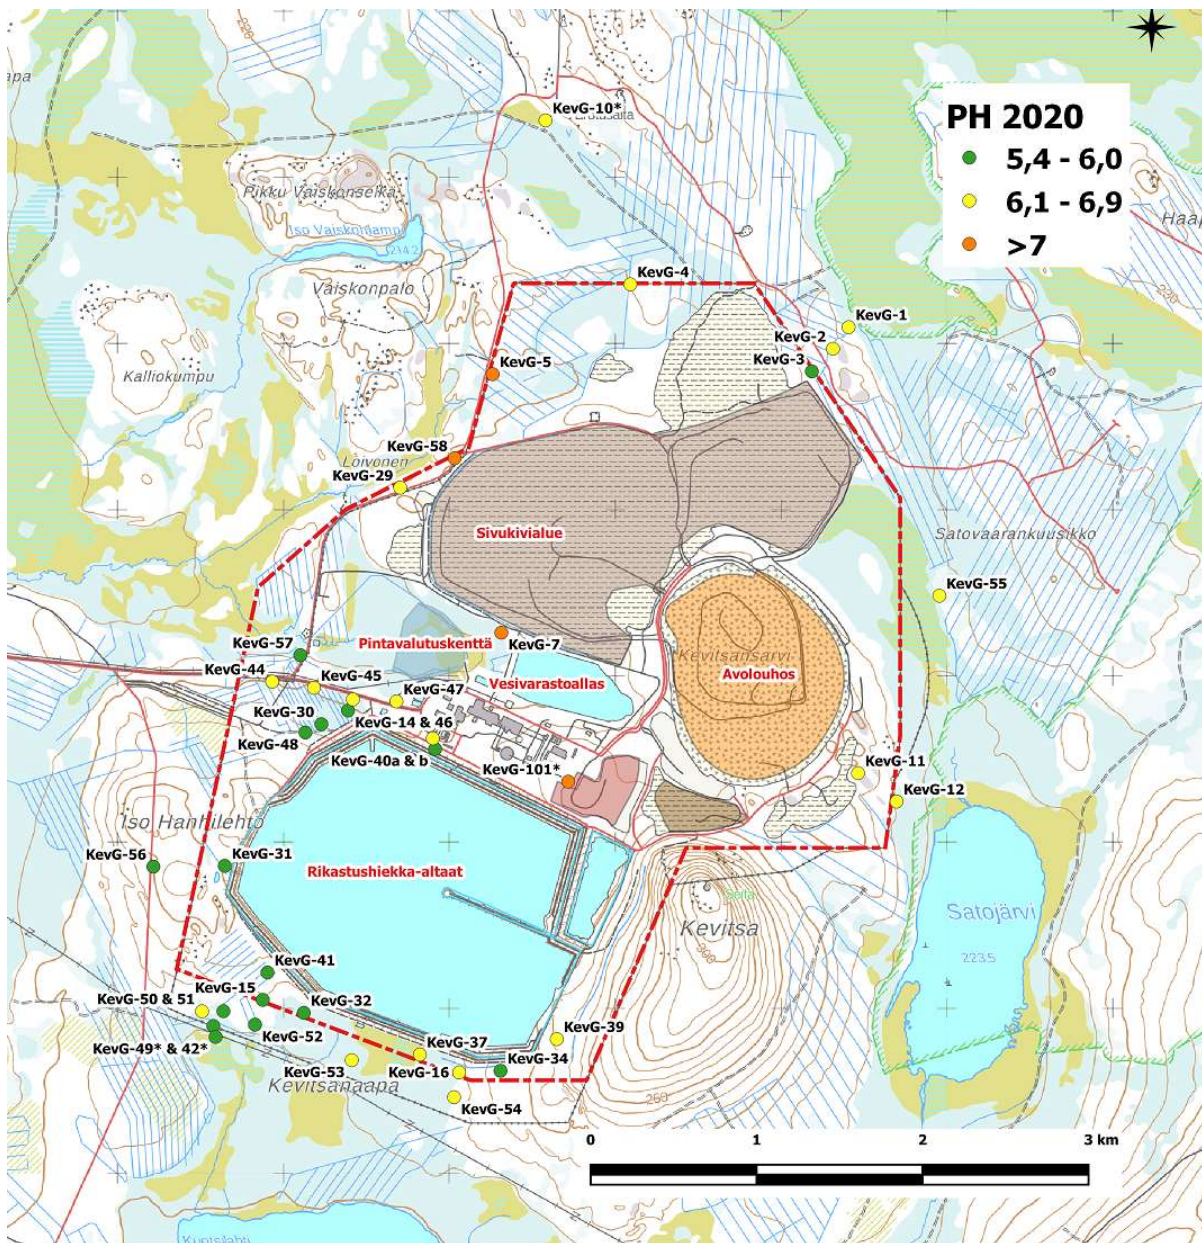 KevG-10*
PH 2020
5,4 - 6,0
6,1 - 6,9
>7
Pikku Vaiskonselkä
Iso Vaiskonlampi
214.2
Vaiskonpalo
KevG-4
KevG-1
KevG-2
KevG-3
KevG-5
Kalliokumpu
KevG-58
Loivonen
KevG-29
Sivukivialue
Satovaarankuusikko
KevG-55
KevG-57
Pintavalutuskenttä
KevG-7
Kevitsansarvi
KevG-44
KevG-45
KevG-47
Vesivarastoallas
Avolouhos
KevG-30
KevG-14 & 46
KevG-48
KevG-40a & b
KevG-101*
KevG-11
KevG-12
Iso Hanhilehto
KevG-56
KevG-31
Rikastushiekka-altaat
Kevitsa
Satojärvi
223.5
KevG-41
KevG-15
KevG-50 & 51
KevG-32
KevG-52
KevG-39
KevG-49* & 42*
KevG-37
KevG-34
KevG-53
KevG-16
Kevitsanaapa
KevG-54
260
0
1
2
3 km